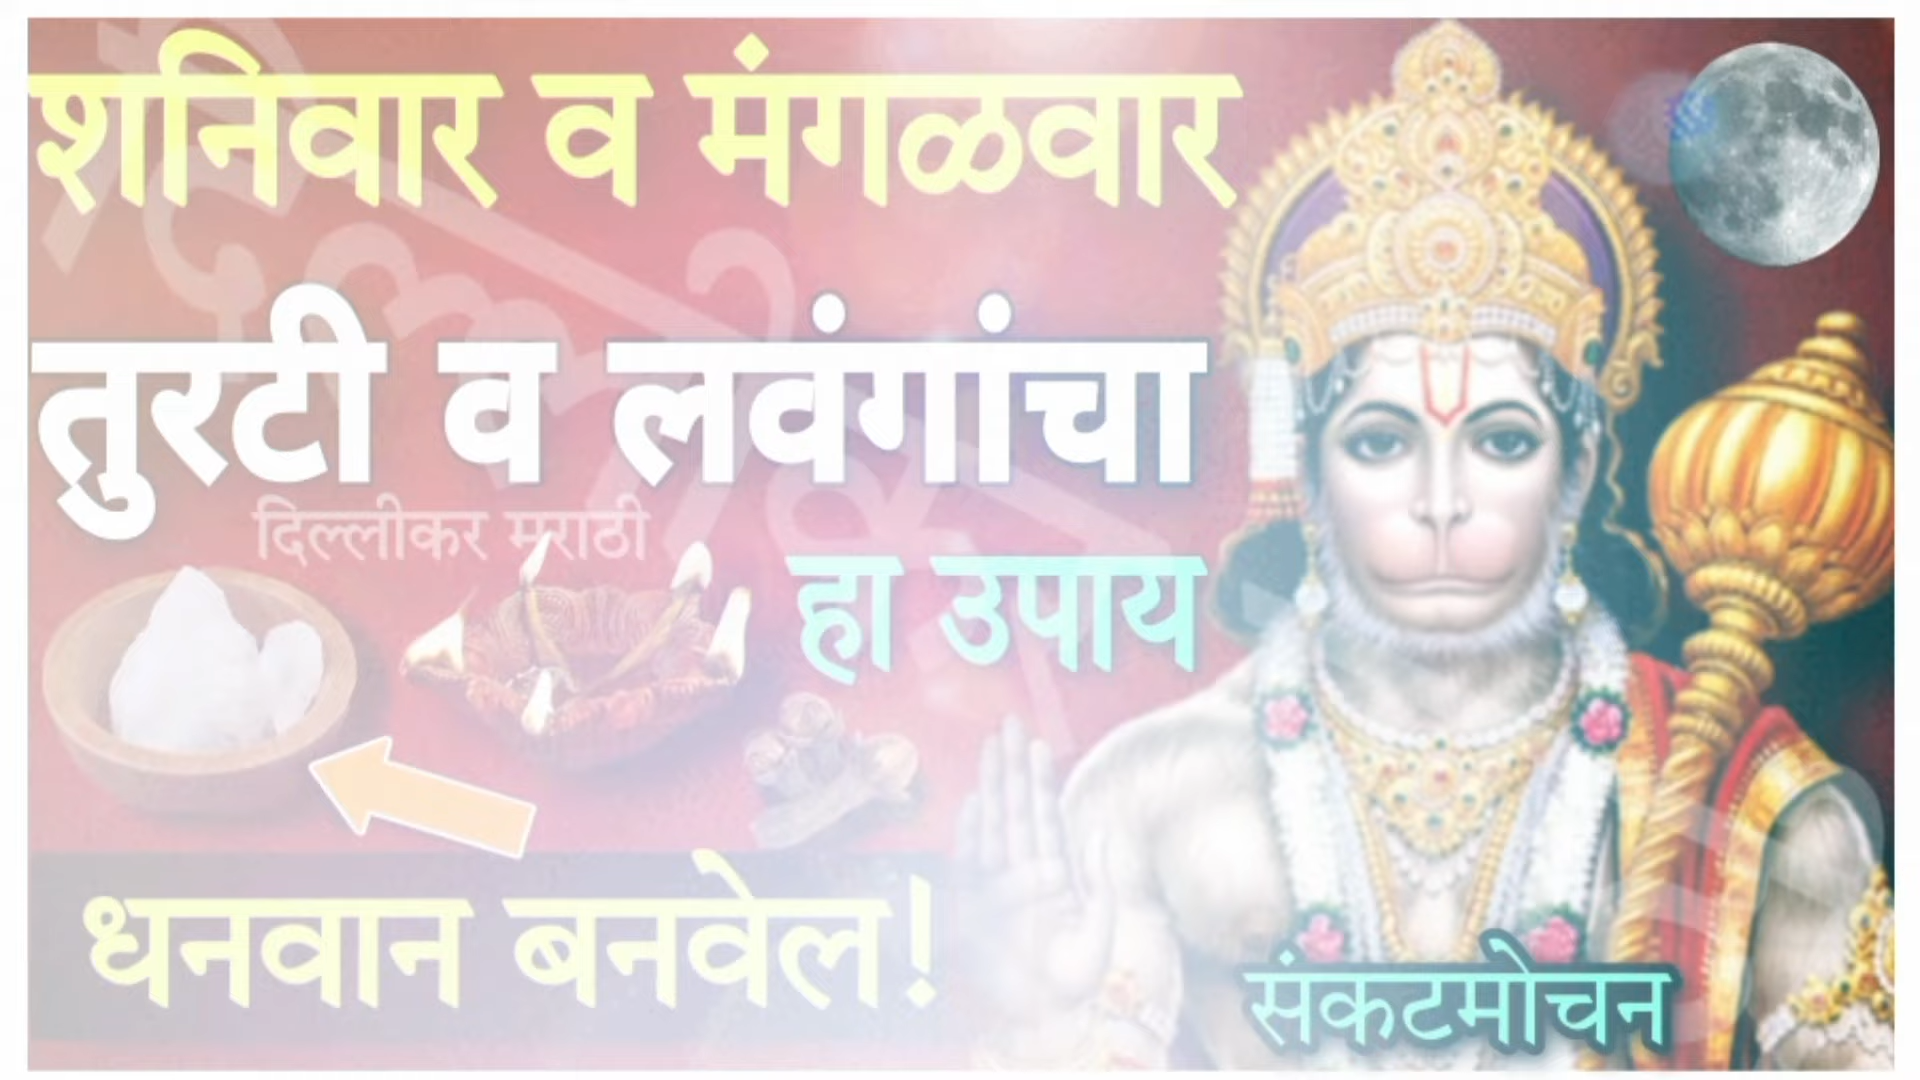 शनिवार व मंगळवार
तुरटी व लवंगांचा
दिल्लीकर मराठी
हा उपाय
धनवान बनवेल!
संकटमोचन